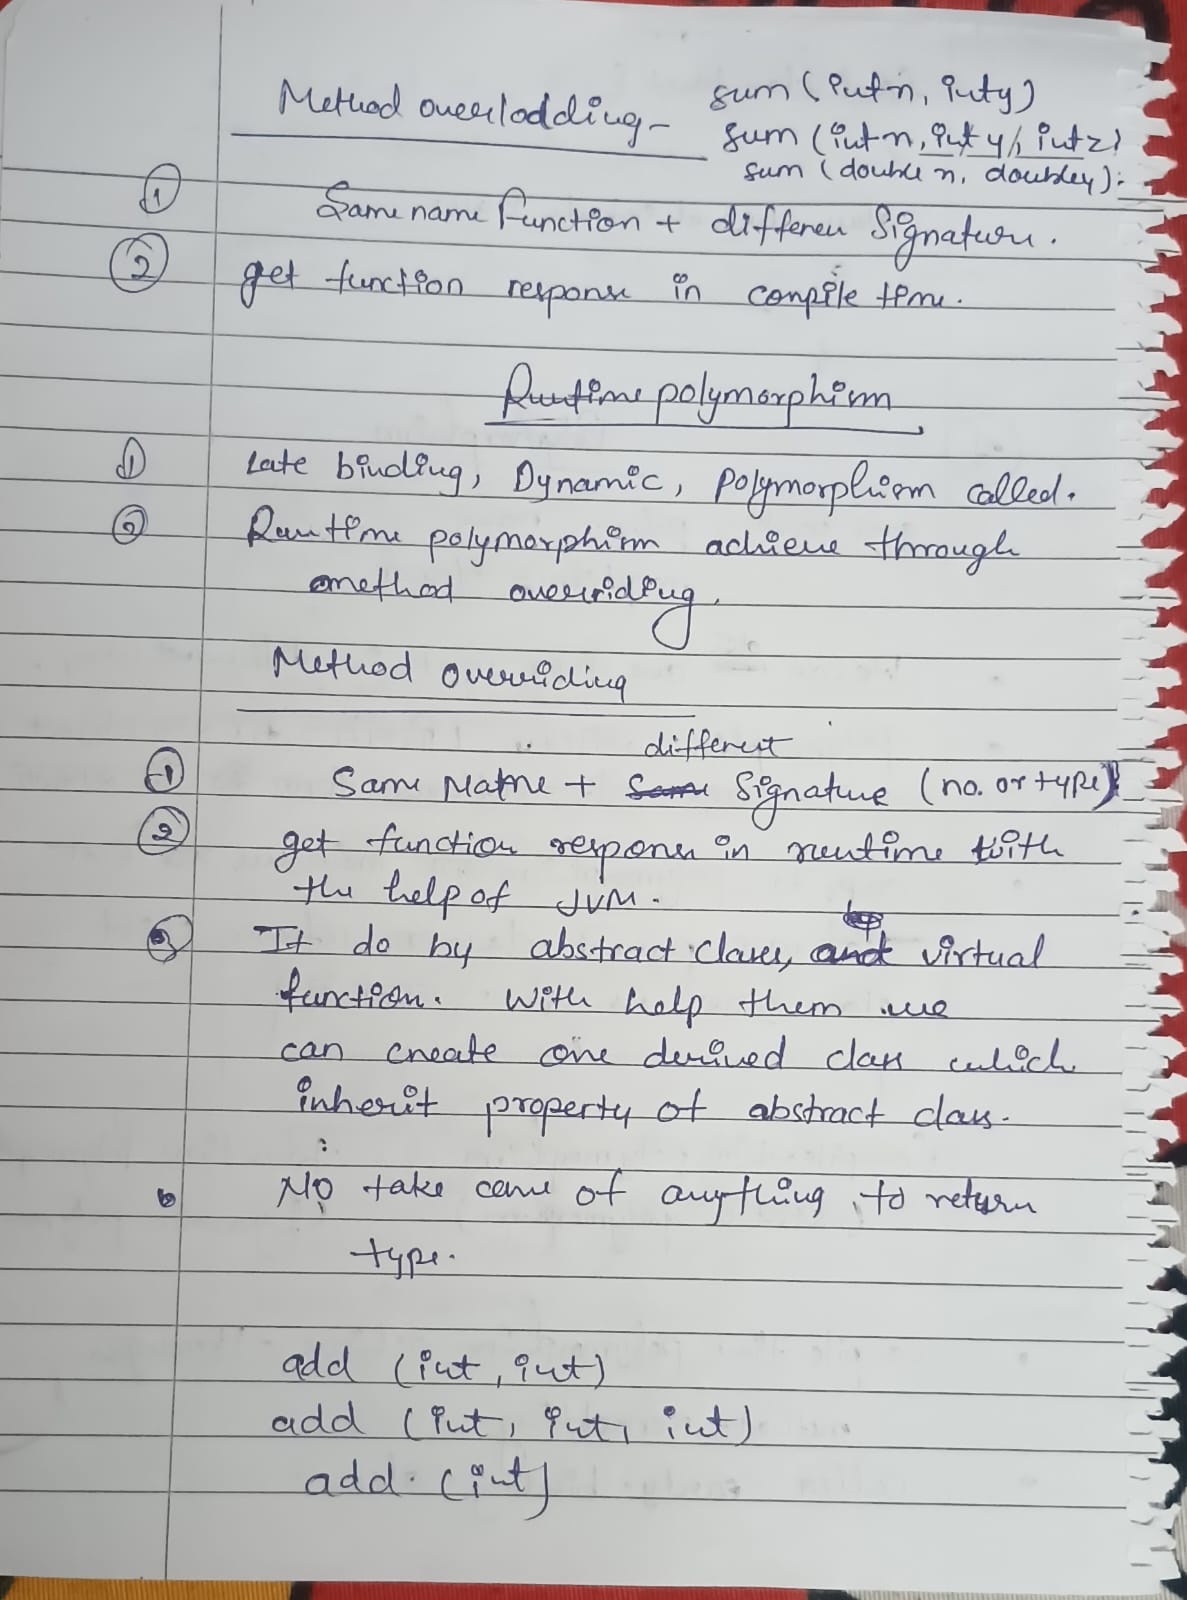 Method overlodding - sum (int n, int y)
sum (int n, int y, int z)
sum (double n, double y);
① Same name function + differen Signature.
② get function response in compile time.
Runtime polymorphism
① Late binding, Dynamic, polymorphism called.
② Runtime polymorphism achieve through
method overriding.
Method overriding
different
① Same Name + Same Signature (no. or type)
② get function response in runtime with
the help of JVM.
③ It do by abstract classes, and virtual
function. With help them we
can create one derived class which
inherit property of abstract class.
No take care of anything, to return
type.
add (int, int)
add (int, int, int)
add. (int)